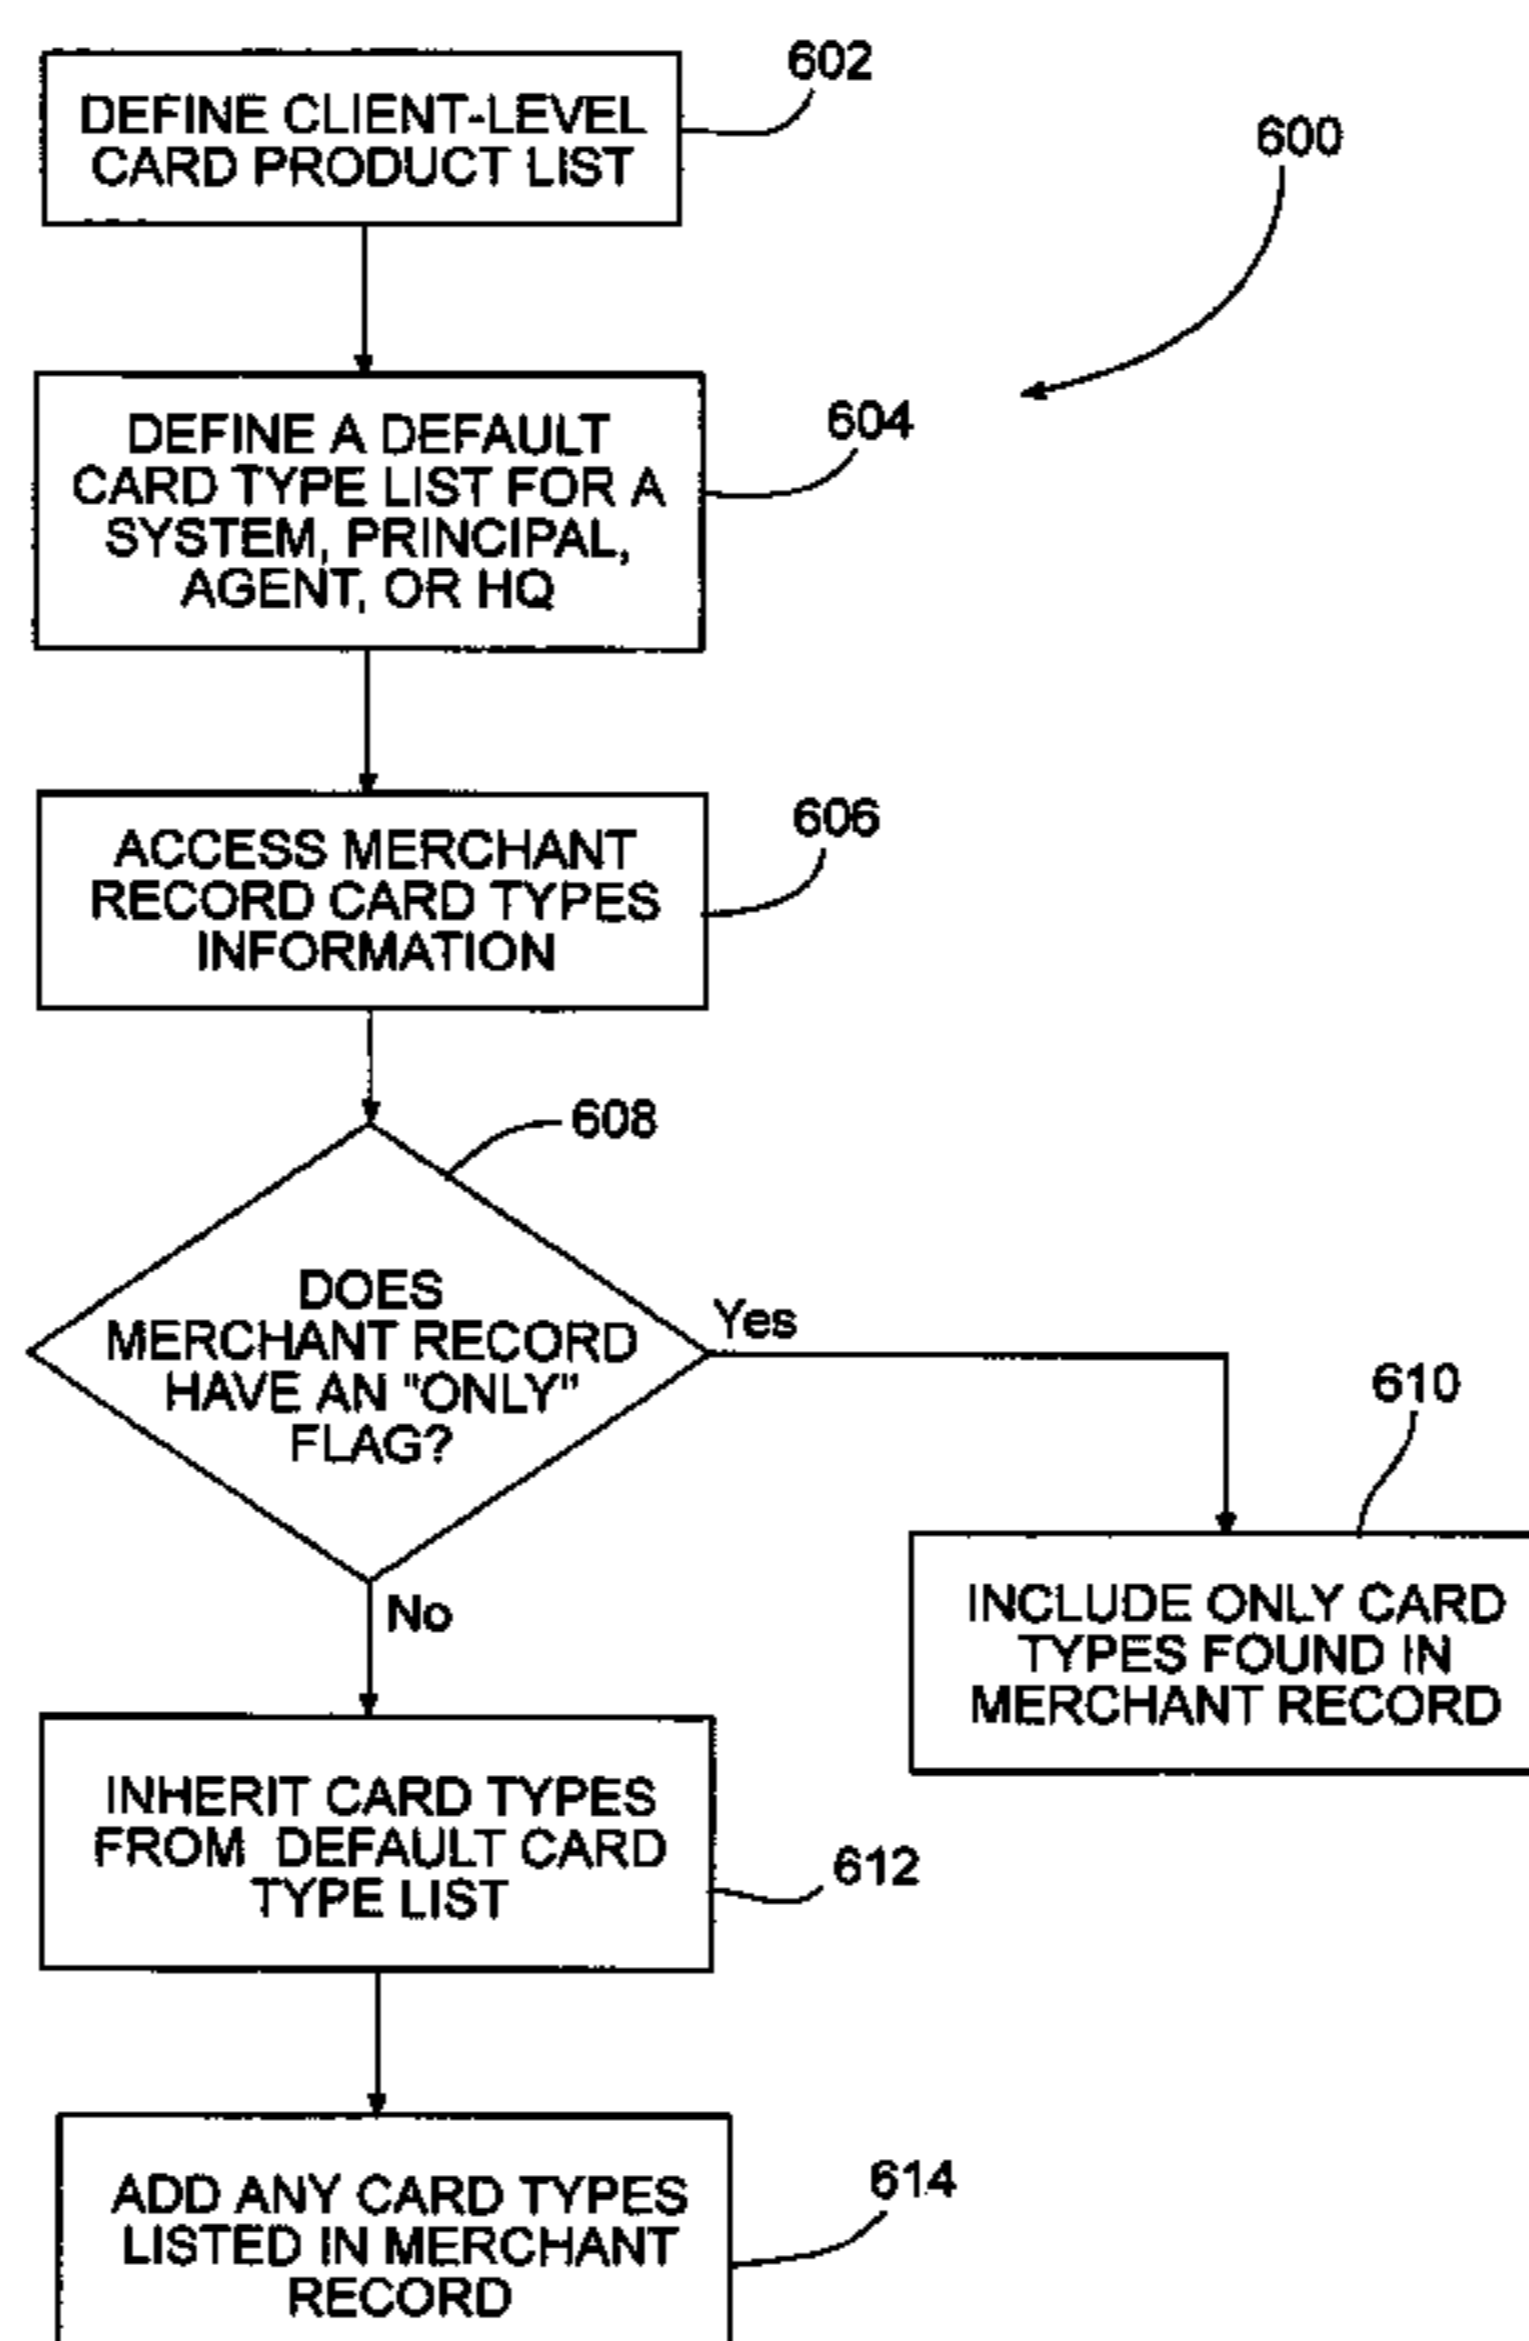 602
DEFINE CLIENT-LEVEL
CARD PRODUCT LIST
600
604
DEFINE A DEFAULT
CARD TYPE LIST FOR A
SYSTEM, PRINCIPAL,
AGENT, OR HQ
606
ACCESS MERCHANT
RECORD CARD TYPES
INFORMATION
608
DOES
MERCHANT RECORD
HAVE AN "ONLY"
FLAG?
Yes
610
INCLUDE ONLY CARD
TYPES FOUND IN
MERCHANT RECORD
No
INHERIT CARD TYPES
FROM DEFAULT CARD
TYPE LIST
612
ADD ANY CARD TYPES
LISTED IN MERCHANT
RECORD
614